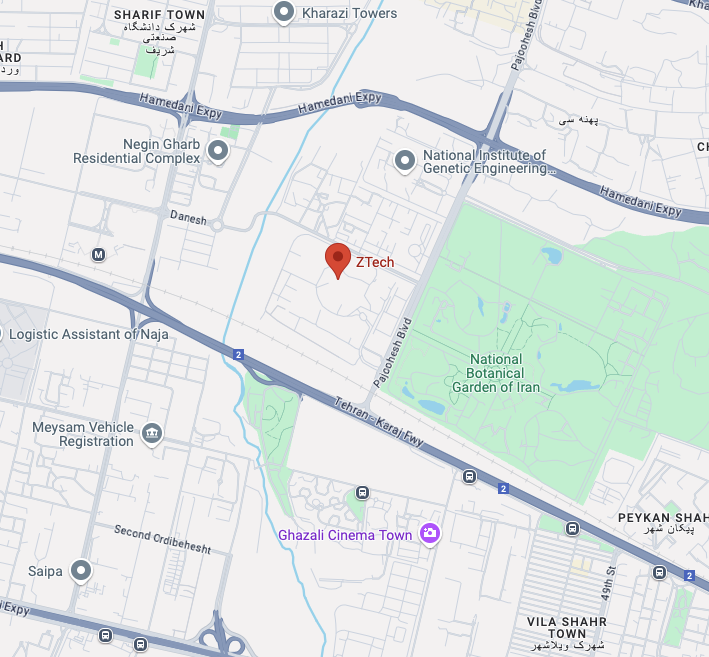 Kharazi Towers
SHARIF TOWN
شهرک دانشگاه
صنعتی
شریف
H
ARD
ورد
Pajoohesh Blvd
Kha
Hamedani Expy
Hamedani Expy
پهنه سی
CH
Negin Gharb
Residential Complex
National Institute of
Genetic Engineering...
Hamedani Expy
Danesh
M
ZTech
Logistic Assistant of Naja
2
Pajoohesh Blvd
National
Botanical
Garden of Iran
Tehran - Karaj Fwy
Meysam Vehicle
Registration
2
PEYKAN SHAH
پیکان شهر
Ghazali Cinema Town
Second Ordibehesht
Saipa
49th St
2
Expy
VILA SHAHR
TOWN
شهرک ویلاشهر